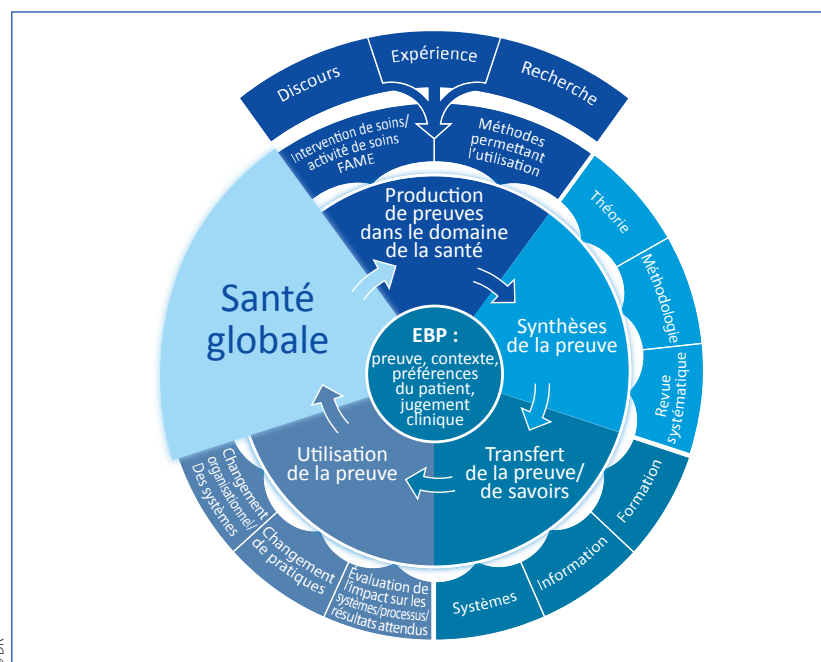 Discours
Expérience
Recherche
Intervention de soins/
activité de soins
FAME
Méthodes
permettant
l'utilisation
Production
de preuves
dans le domaine
de la santé
Théorie
Méthodologie
Revue
systématique
Santé
globale
EBP :
preuve, contexte,
préférences
du patient,
jugement
clinique
Synthèses
de la preuve
Utilisation
de la preuve
Transfert
de la preuve/
de savoirs
Formation
Information
Systèmes
Évaluation de
l'impact sur les
systèmes/processus/
résultats attendus
Changement
de pratiques
Changement
organisationnel/
Des systèmes
© DR